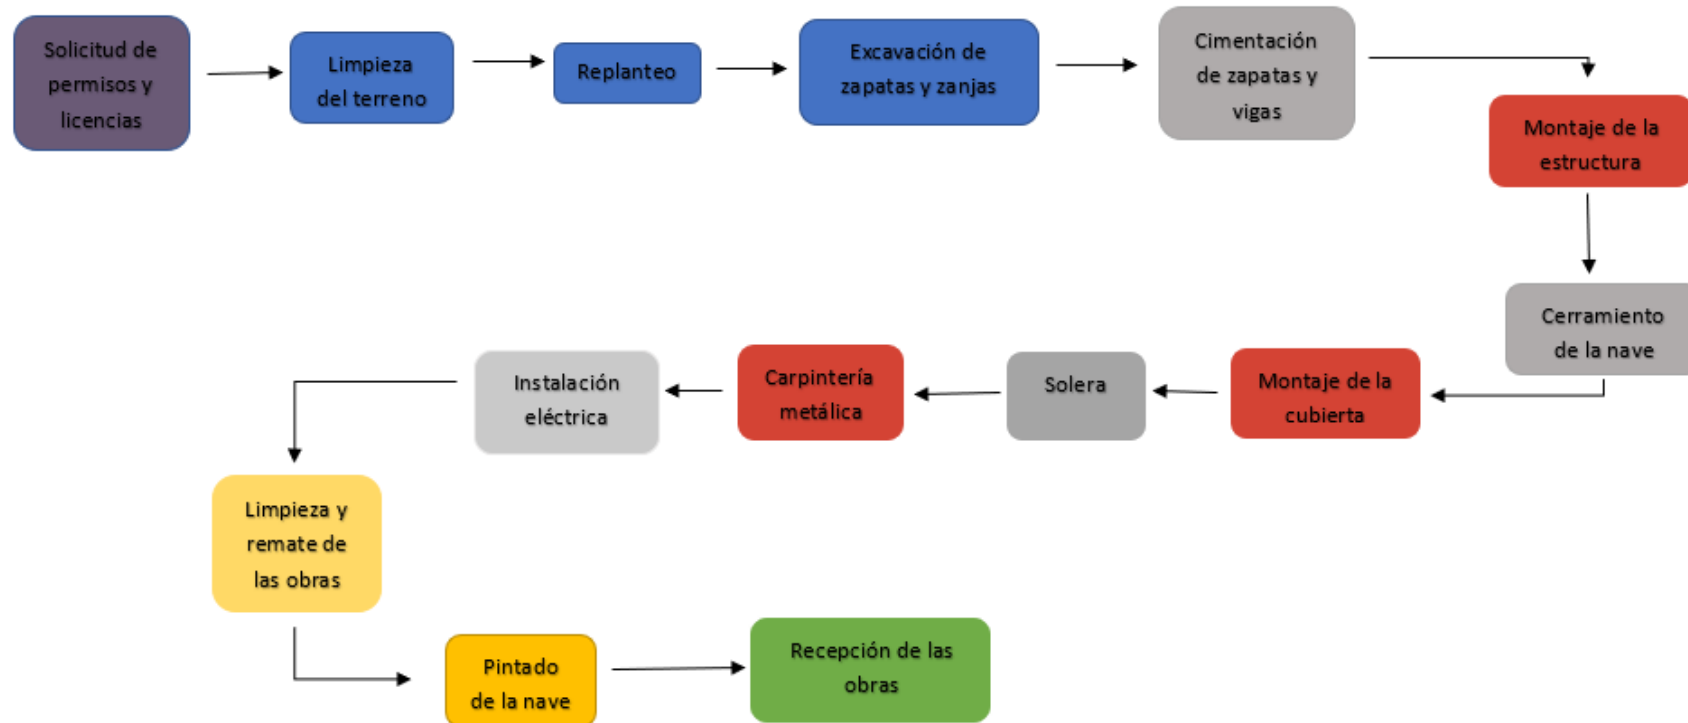 Solicitud de
permisos y
licencias
Limpieza
del terreno
Replanteo
Excavación de
zapatas y zanjas
Cimentación
de zapatas y
vigas
Montaje de la
estructura
Cerramiento
de la nave
Montaje de la
cubierta
Solera
Carpintería
metálica
Instalación
eléctrica
Limpieza y
remate de
las obras
Pintado
de la nave
Recepción de las
obras